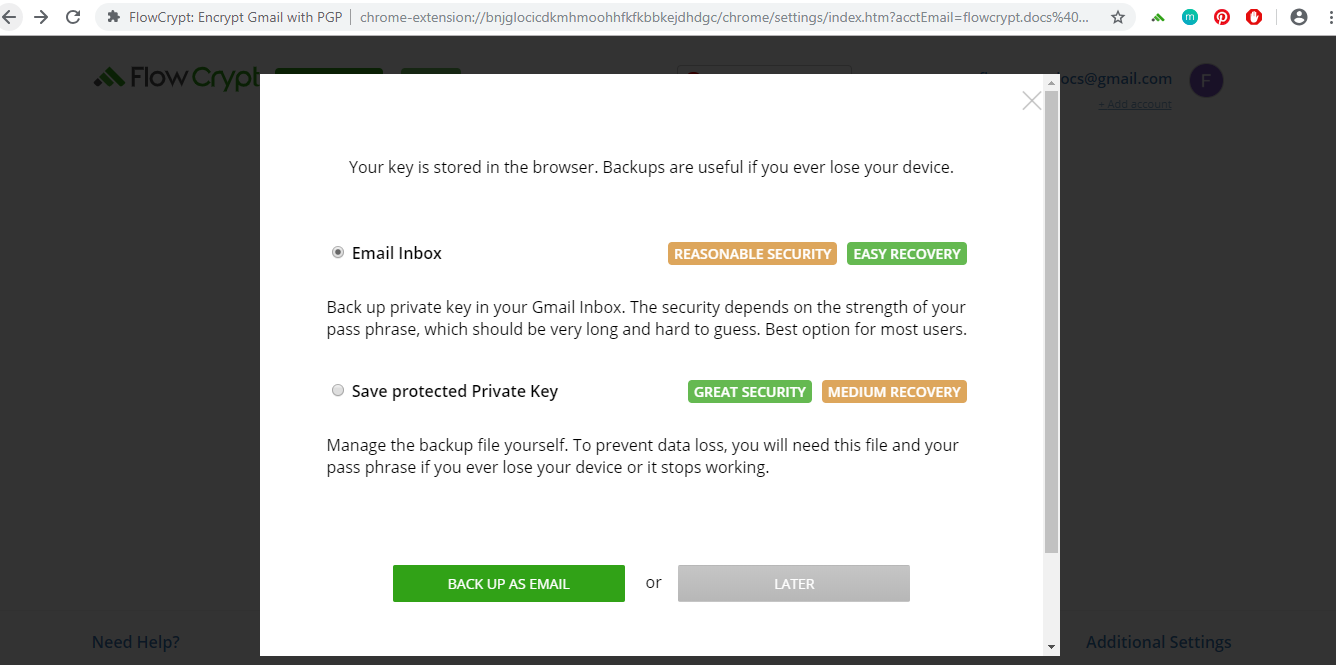 FlowCrypt: Encrypt Gmail with PGP | chrome-extension://bnjglocicdkmhmoohhfkfkbbkejdhdgc/chrome/settings/index.htm?acctEmail=flowcrypt.docs%40...
m
FlowCrypt
ocs@gmail.com
F
+ Add account
Your key is stored in the browser. Backups are useful if you ever lose your device.
Email Inbox REASONABLE SECURITY EASY RECOVERY
Back up private key in your Gmail Inbox. The security depends on the strength of your
pass phrase, which should be very long and hard to guess. Best option for most users.
Save protected Private Key GREAT SECURITY MEDIUM RECOVERY
Manage the backup file yourself. To prevent data loss, you will need this file and your
pass phrase if you ever lose your device or it stops working.
BACK UP AS EMAIL or LATER
Need Help? Additional Settings